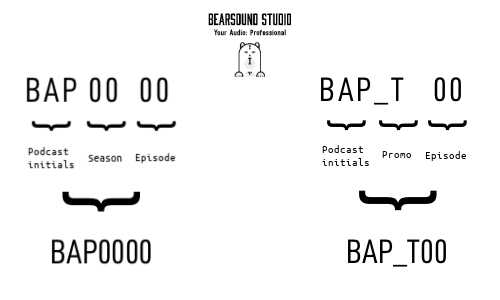 BEARSOUND STUDIO
Your Audio: Professional
BAP 00 00
Podcast initials
Season
Episode
BAP0000
BAP_T 00
Podcast initials
Promo
Episode
BAP_T00